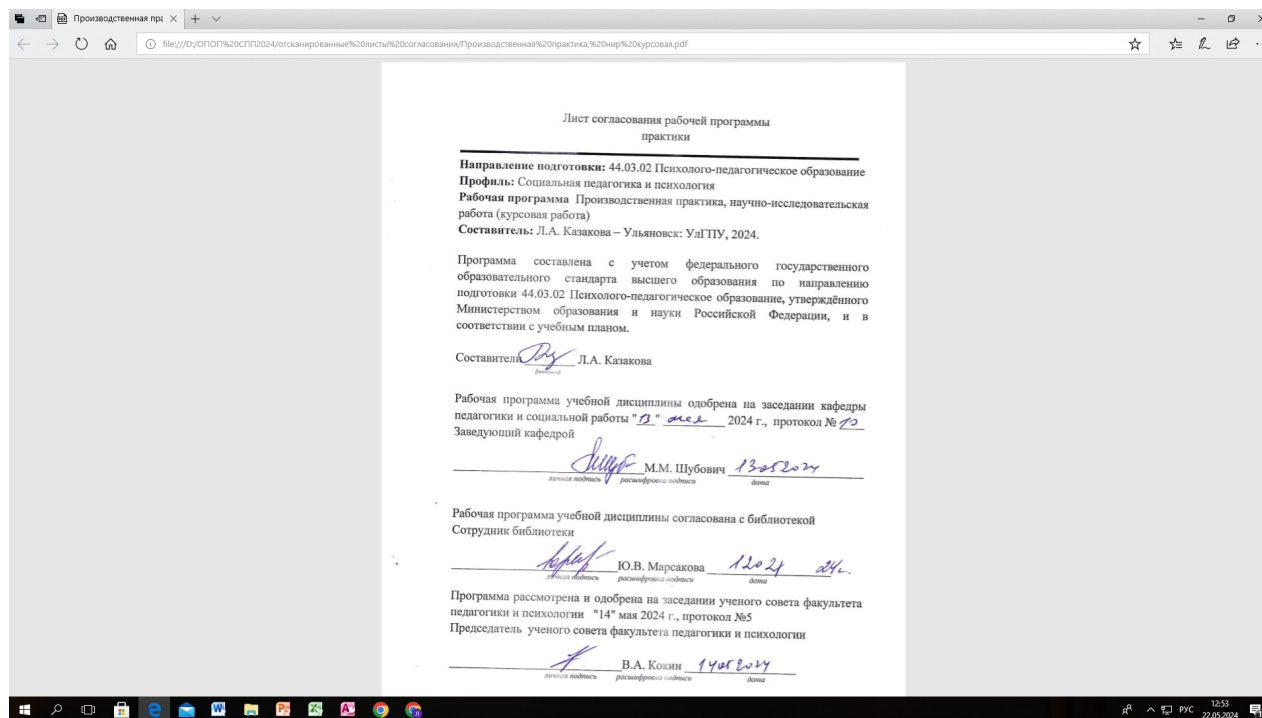 Производственная пра
file:///D:/ОПОП%20СПП2024/отсканированные%20листы%20согласования/Производственная%20практика,%20нир%20курсовая.pdf
Лист согласования рабочей программы
практики
Направление подготовки: 44.03.02 Психолого-педагогическое образование
Профиль: Социальная педагогика и психология
Рабочая программа Производственная практика, научно-исследовательская
работа (курсовая работа)
Составитель: Л.А. Казакова – Ульяновск: УлГПУ, 2024.
Программа составлена с учетом федерального государственного
образовательного стандарта высшего образования по направлению
подготовки 44.03.02 Психолого-педагогическое образование, утверждённого
Министерством образования и науки Российской Федерации, и в
соответствии с учебным планом.
Составители Л.А. Казакова
Рабочая программа учебной дисциплины одобрена на заседании кафедры
педагогики и социальной работы "13" мая 2024 г., протокол № 10
Заведующий кафедрой
М.М. Шубович 13 05 2024
личная подпись расшифровка подписи дата
Рабочая программа учебной дисциплины согласована с библиотекой
Сотрудник библиотеки
Ю.В. Марсакова 24г.
личная подпись расшифровка подписи дата
Программа рассмотрена и одобрена на заседании ученого совета факультета
педагогики и психологии "14" мая 2024 г., протокол №5
Председатель ученого совета факультета педагогики и психологии
В.А. Кокин 14 05 2024
личная подпись расшифровка подписи дата
РУС
12:53
22.05.2024